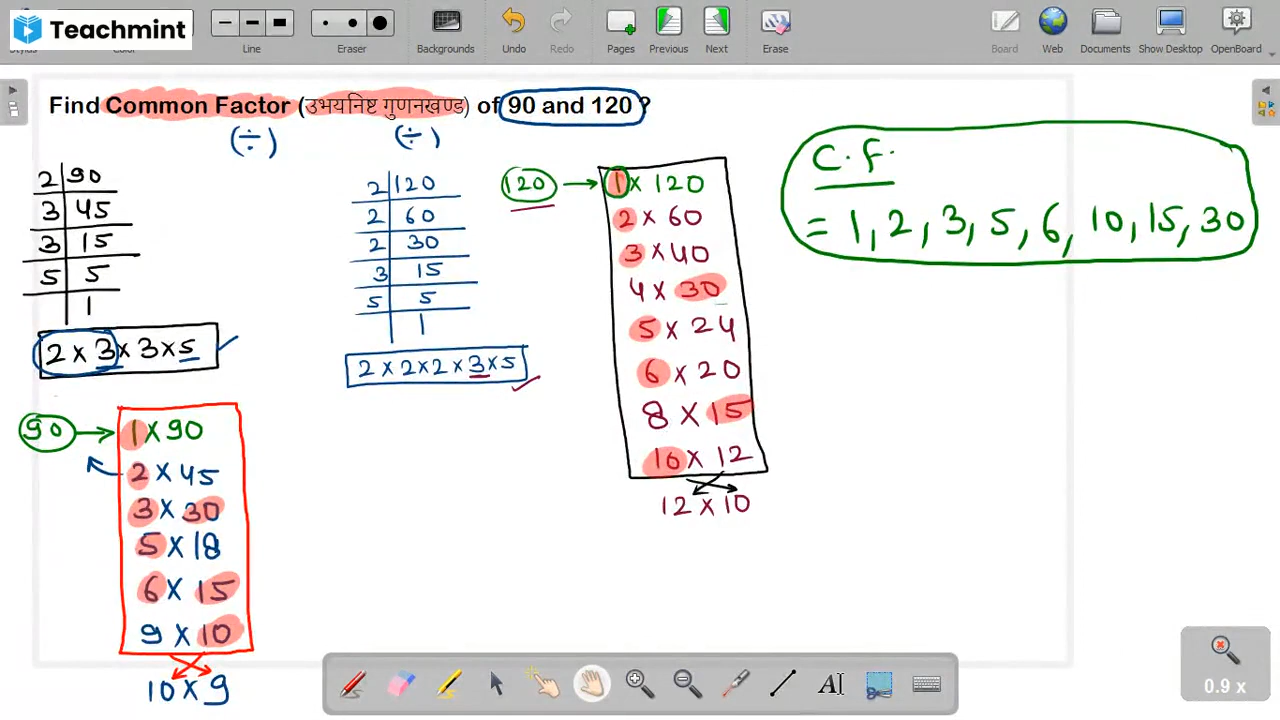 Teachmint
Line
Eraser
Backgrounds
Undo
Redo
Pages
Previous
Next
Erase
Board
Web
Documents
Show Desktop
OpenBoard
Find Common Factor (उभयनिष्ट गुणनखण्ड) of 90 and 120 ?
(÷) (÷)
2 90
3 45
3 15
5 5
1
2 × 3 × 3 × 5
90 → 1 × 90
2 × 45
3 × 30
5 × 18
6 × 15
9 × 10
10 × 9
2 120
2 60
2 30
3 15
5 5
1
2 × 2 × 2 × 3 × 5
120 → 1 × 120
2 × 60
3 × 40
4 × 30
5 × 24
6 × 20
8 × 15
10 × 12
12 × 10
C.F.
= 1, 2, 3, 5, 6, 10, 15, 30
0.9 x